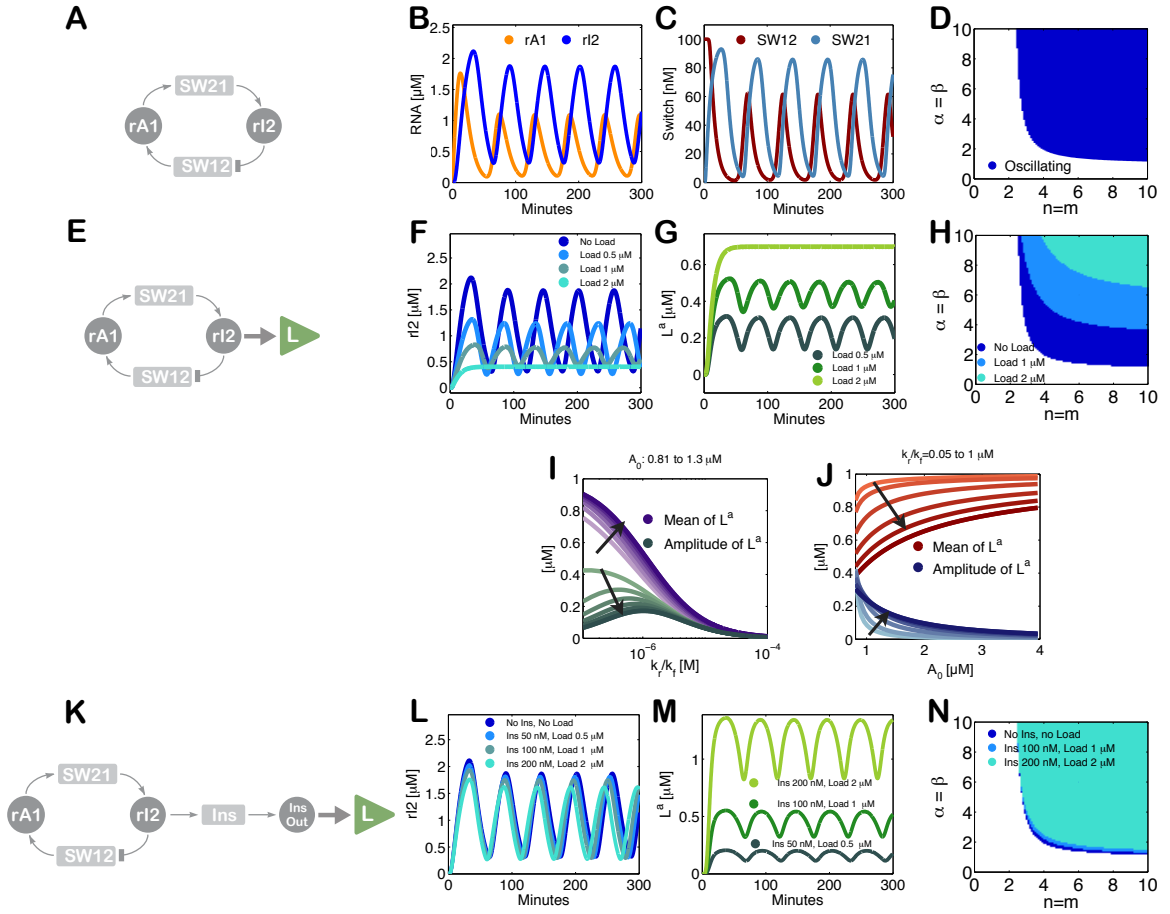 A
SW21
rA1
rI2
SW12
B
RNA [µM]
2.5
2
1.5
1
0.5
0
rA1
rI2
0
100
200
300
Minutes
C
Switch [nM]
100
80
60
40
20
0
SW12
SW21
0
100
200
300
Minutes
D
α = β
10
8
6
4
2
0
Oscillating
0
2
4
6
8
10
n=m
E
SW21
rA1
rI2
L
SW12
F
rI2 [µM]
2.5
2
1.5
1
0.5
0
No Load
Load 0.5 µM
Load 1 µM
Load 2 µM
0
100
200
300
Minutes
G
Lª [µM]
0.6
0.4
0.2
0
Load 0.5 µM
Load 1 µM
Load 2 µM
0
100
200
300
Minutes
H
α = β
10
8
6
4
2
0
No Load
Load 1 µM
Load 2 µM
0
2
4
6
8
10
n=m
I
A₀: 0.81 to 1.3 µM
[µM]
1
0.8
0.6
0.4
0.2
0
Mean of Lª
Amplitude of Lª
10⁻⁶
10⁻⁴
kᵣ/k_f [M]
J
kᵣ/k_f=0.05 to 1 µM
[µM]
1
0.8
0.6
0.4
0.2
0
Mean of Lª
Amplitude of Lª
1
2
3
4
A₀ [µM]
K
SW21
rA1
rI2
Ins
Ins Out
L
SW12
L
rI2 [µM]
2.5
2
1.5
1
0.5
0
No Ins, No Load
Ins 50 nM, Load 0.5 µM
Ins 100 nM, Load 1 µM
Ins 200 nM, Load 2 µM
0
100
200
300
Minutes
M
Lª [µM]
1
0.5
0
Ins 200 nM, Load 2 µM
Ins 100 nM, Load 1 µM
Ins 50 nM, Load 0.5 µM
0
100
200
300
Minutes
N
α = β
10
8
6
4
2
0
No Ins, no Load
Ins 100 nM, Load 1 µM
Ins 200 nM, Load 2 µM
0
2
4
6
8
10
n=m